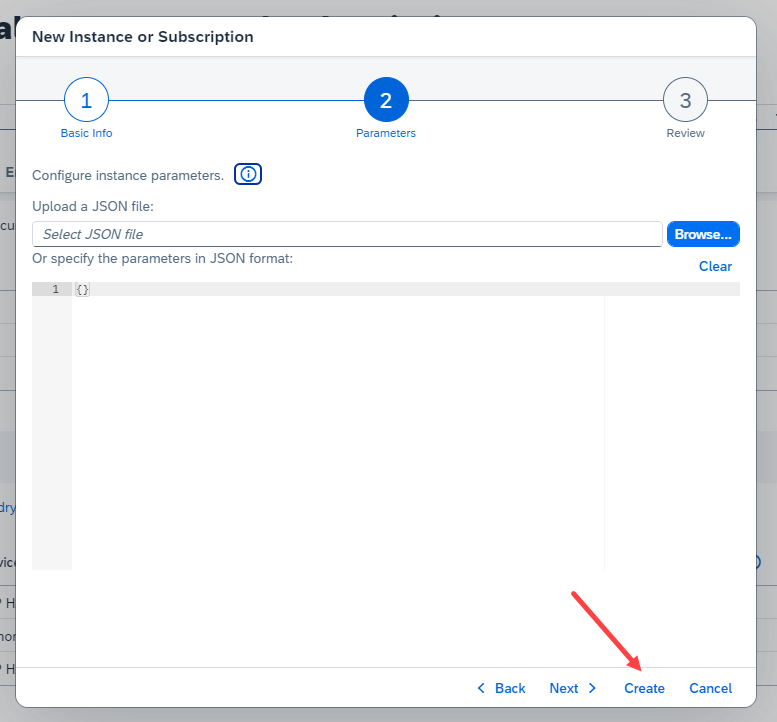 New Instance or Subscription
1
2
3
Basic Info
Parameters
Review
Configure instance parameters.
Upload a JSON file:
Select JSON file
Browse...
Or specify the parameters in JSON format:
Clear
1 {}
Back
Next
Create
Cancel